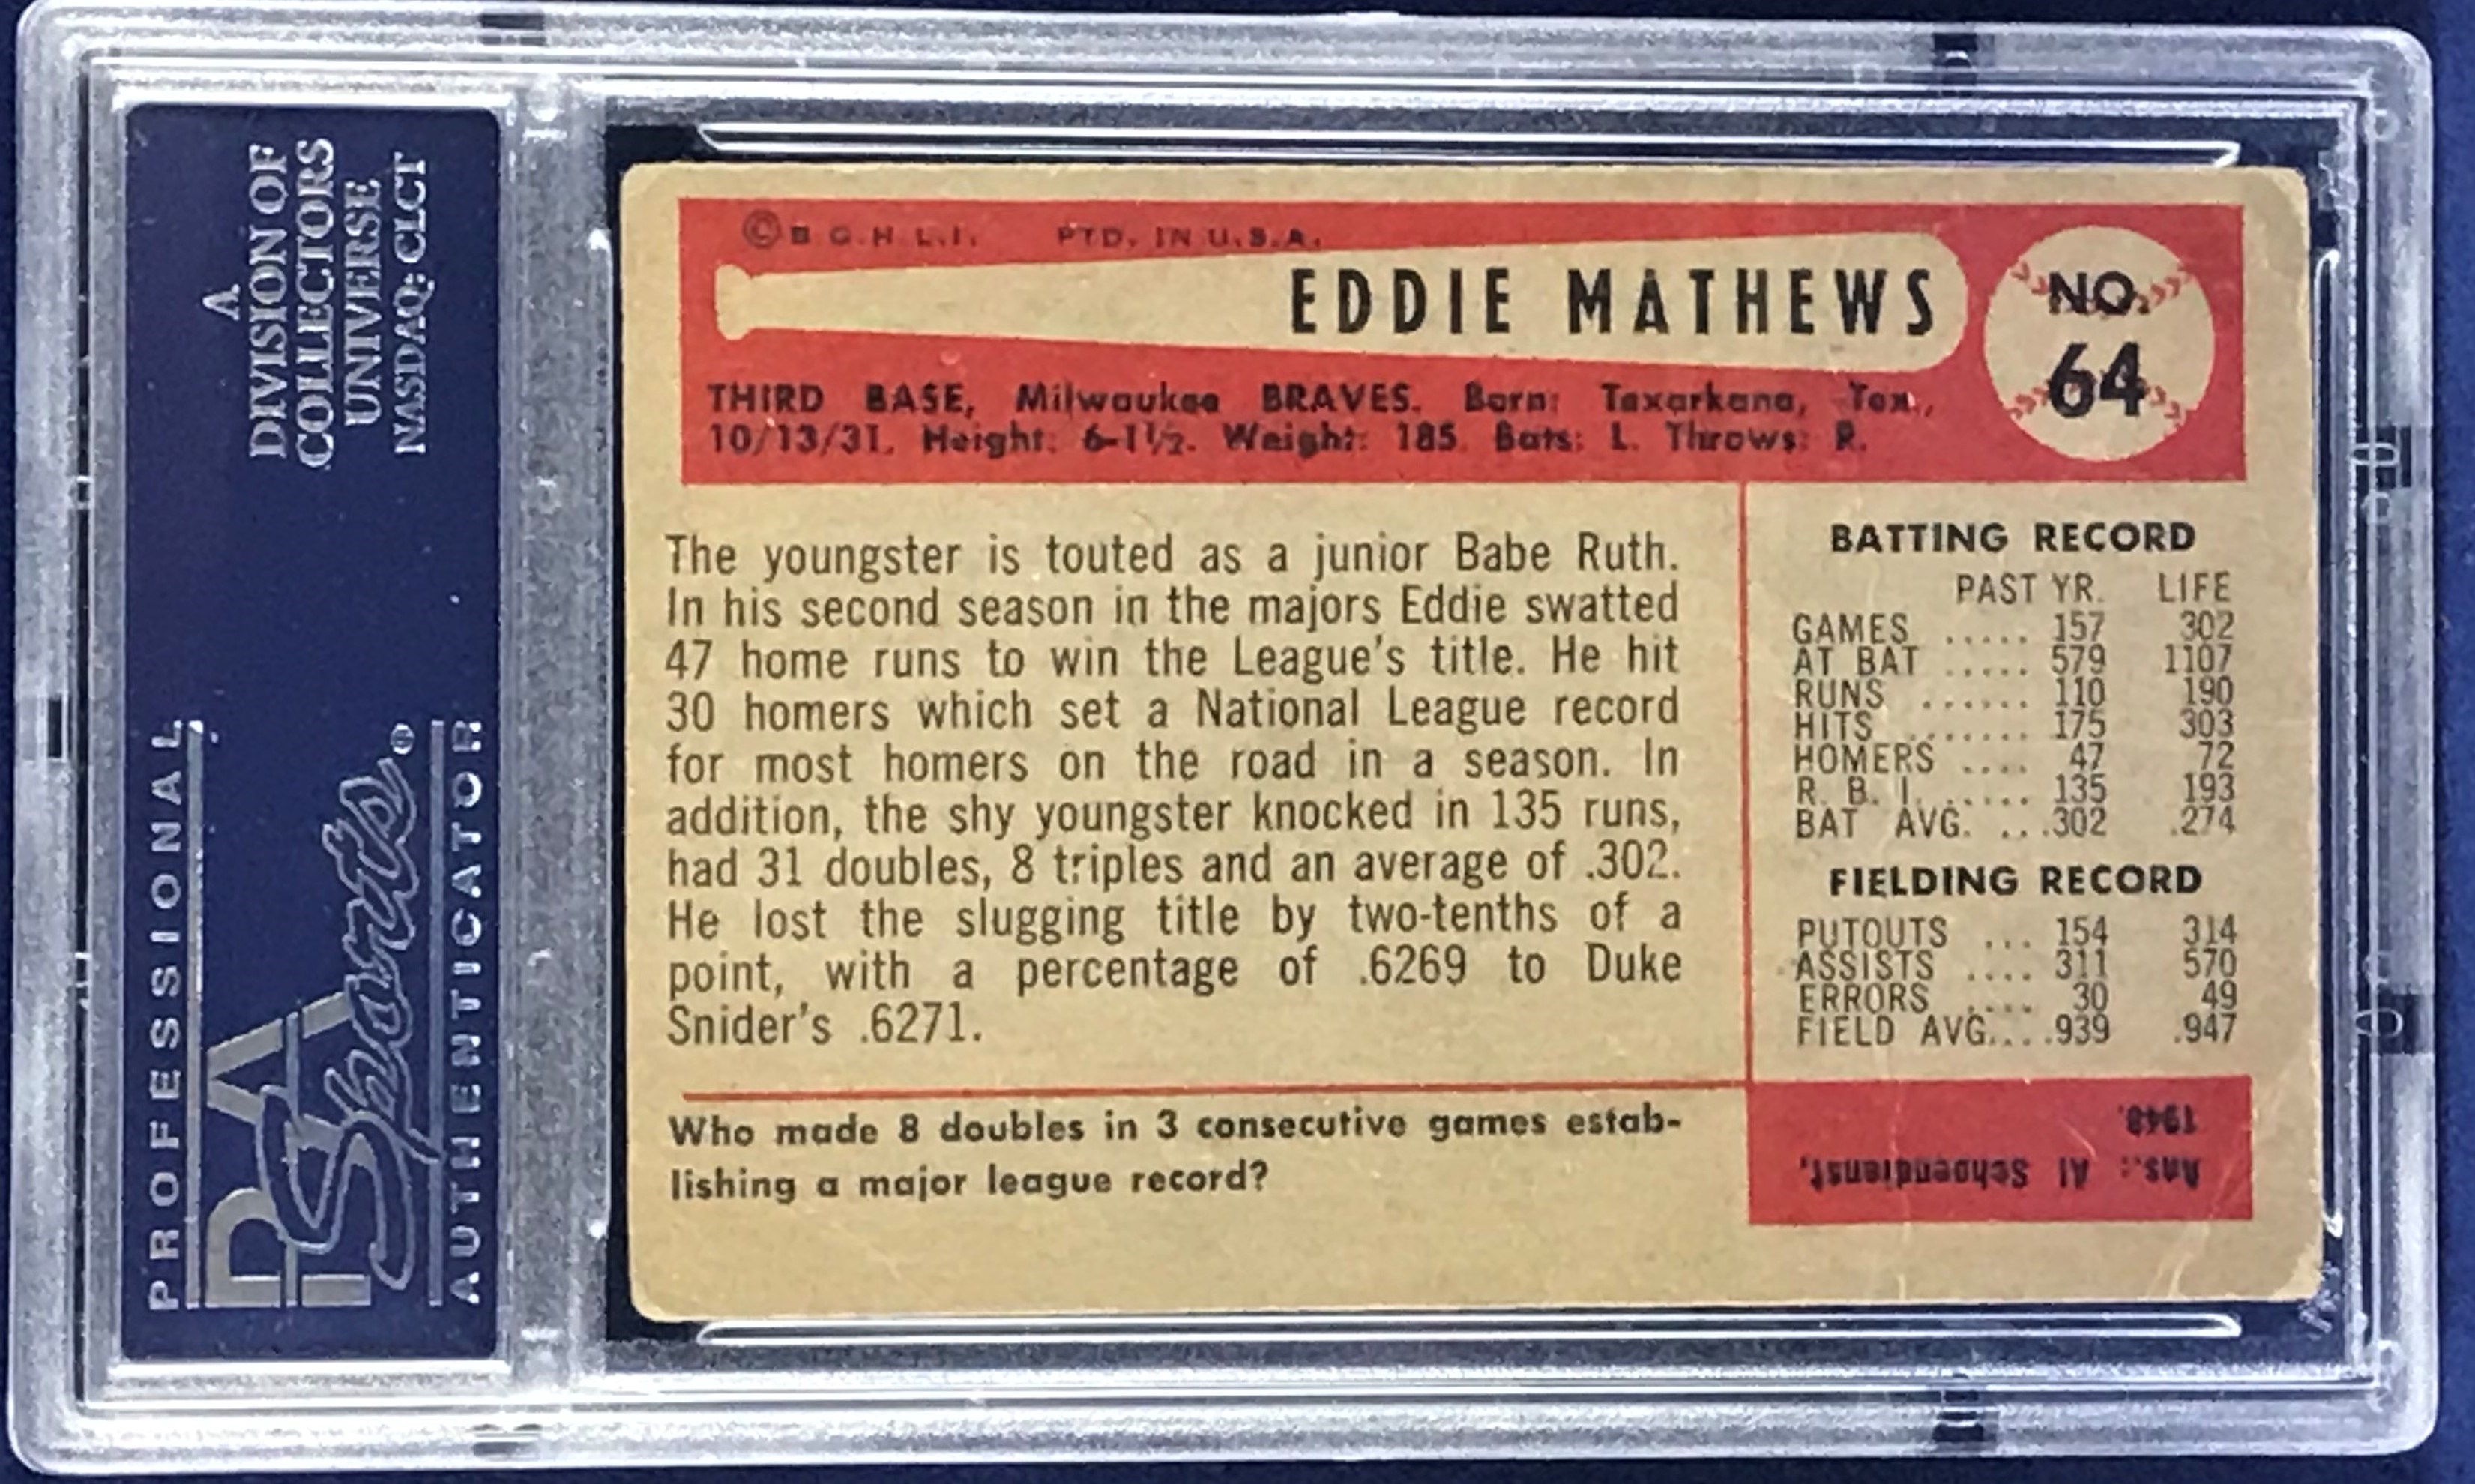 A
DIVISION OF
COLLECTORS
UNIVERSE
NASDAQ: CLCT
PROFESSIONAL
PSA
Sports®
AUTHENTICATOR
© B G. H. L. I. PTD. IN U.S.A.
EDDIE MATHEWS
NO.
64
THIRD BASE, Milwaukee BRAVES. Born: Texarkana, Tex.,
10/13/31. Height: 6-1½. Weight: 185. Bats: L. Throws: R.
The youngster is touted as a junior Babe Ruth.
In his second season in the majors Eddie swatted
47 home runs to win the League's title. He hit
30 homers which set a National League record
for most homers on the road in a season. In
addition, the shy youngster knocked in 135 runs,
had 31 doubles, 8 triples and an average of .302.
He lost the slugging title by two-tenths of a
point, with a percentage of .6269 to Duke
Snider's .6271.
BATTING RECORD
PAST YR. LIFE
GAMES ..... 157 302
AT BAT ..... 579 1107
RUNS ...... 110 190
HITS ........ 175 303
HOMERS .... 47 72
R. B. I. ...... 135 193
BAT AVG. ...302 .274
FIELDING RECORD
PUTOUTS ... 154 314
ASSISTS .... 311 570
ERRORS .... 30 49
FIELD AVG....939 .947
Who made 8 doubles in 3 consecutive games estab-
lishing a major league record?
Ans.: Al Schoendienst,
1948.